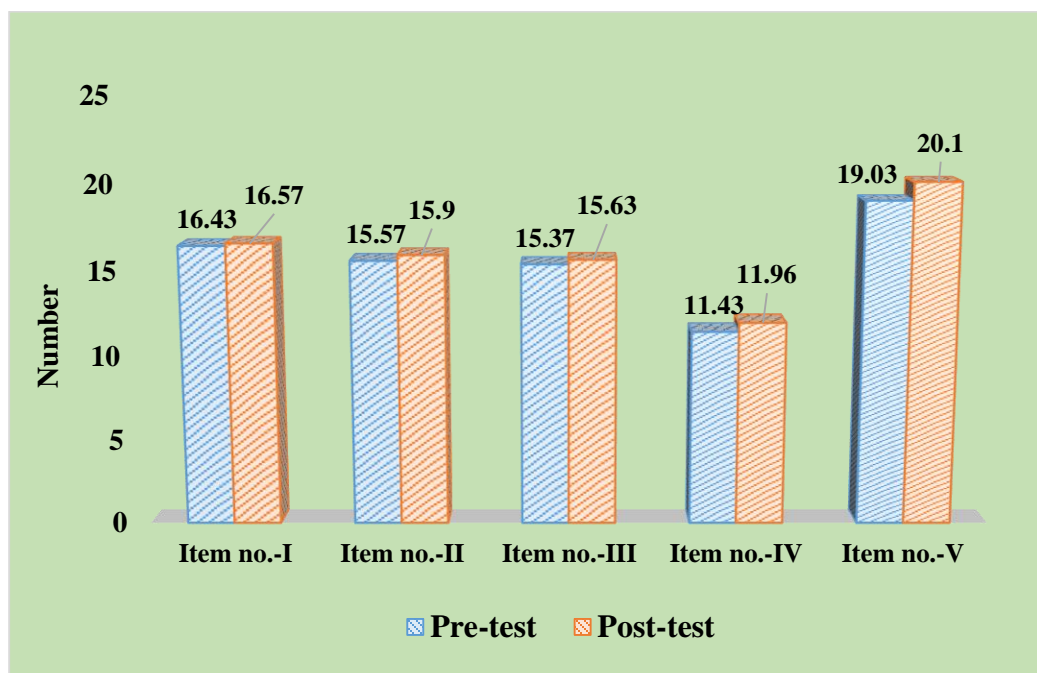 25
20
15
10
5
0
Number
16.43
16.57
15.57
15.9
15.37
15.63
11.43
11.96
19.03
20.1
Item no.-I
Item no.-II
Item no.-III
Item no.-IV
Item no.-V
Pre-test
Post-test